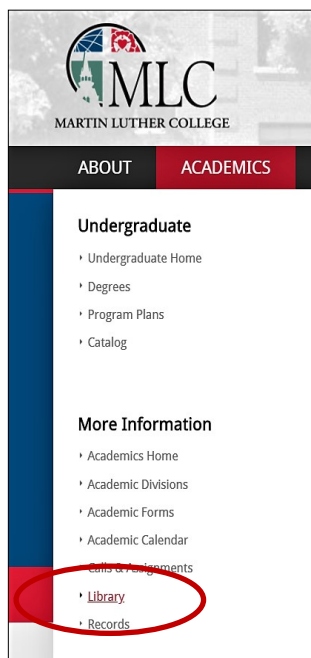 MLC
MARTIN LUTHER COLLEGE
ABOUT ACADEMICS
Undergraduate
Undergraduate Home
Degrees
Program Plans
Catalog
More Information
Academics Home
Academic Divisions
Academic Forms
Academic Calendar
Calls & Assignments
Library
Records